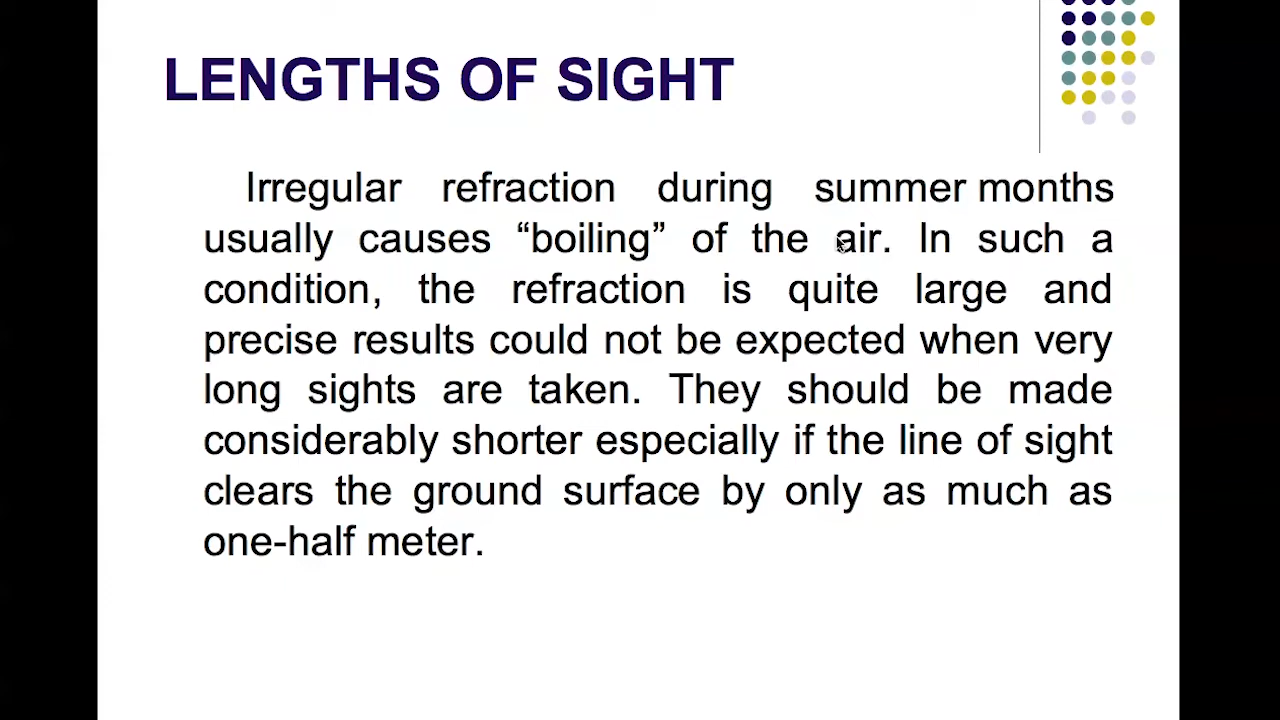 LENGTHS OF SIGHT
Irregular refraction during summer months
usually causes “boiling” of the air. In such a
condition, the refraction is quite large and
precise results could not be expected when very
long sights are taken. They should be made
considerably shorter especially if the line of sight
clears the ground surface by only as much as
one-half meter.